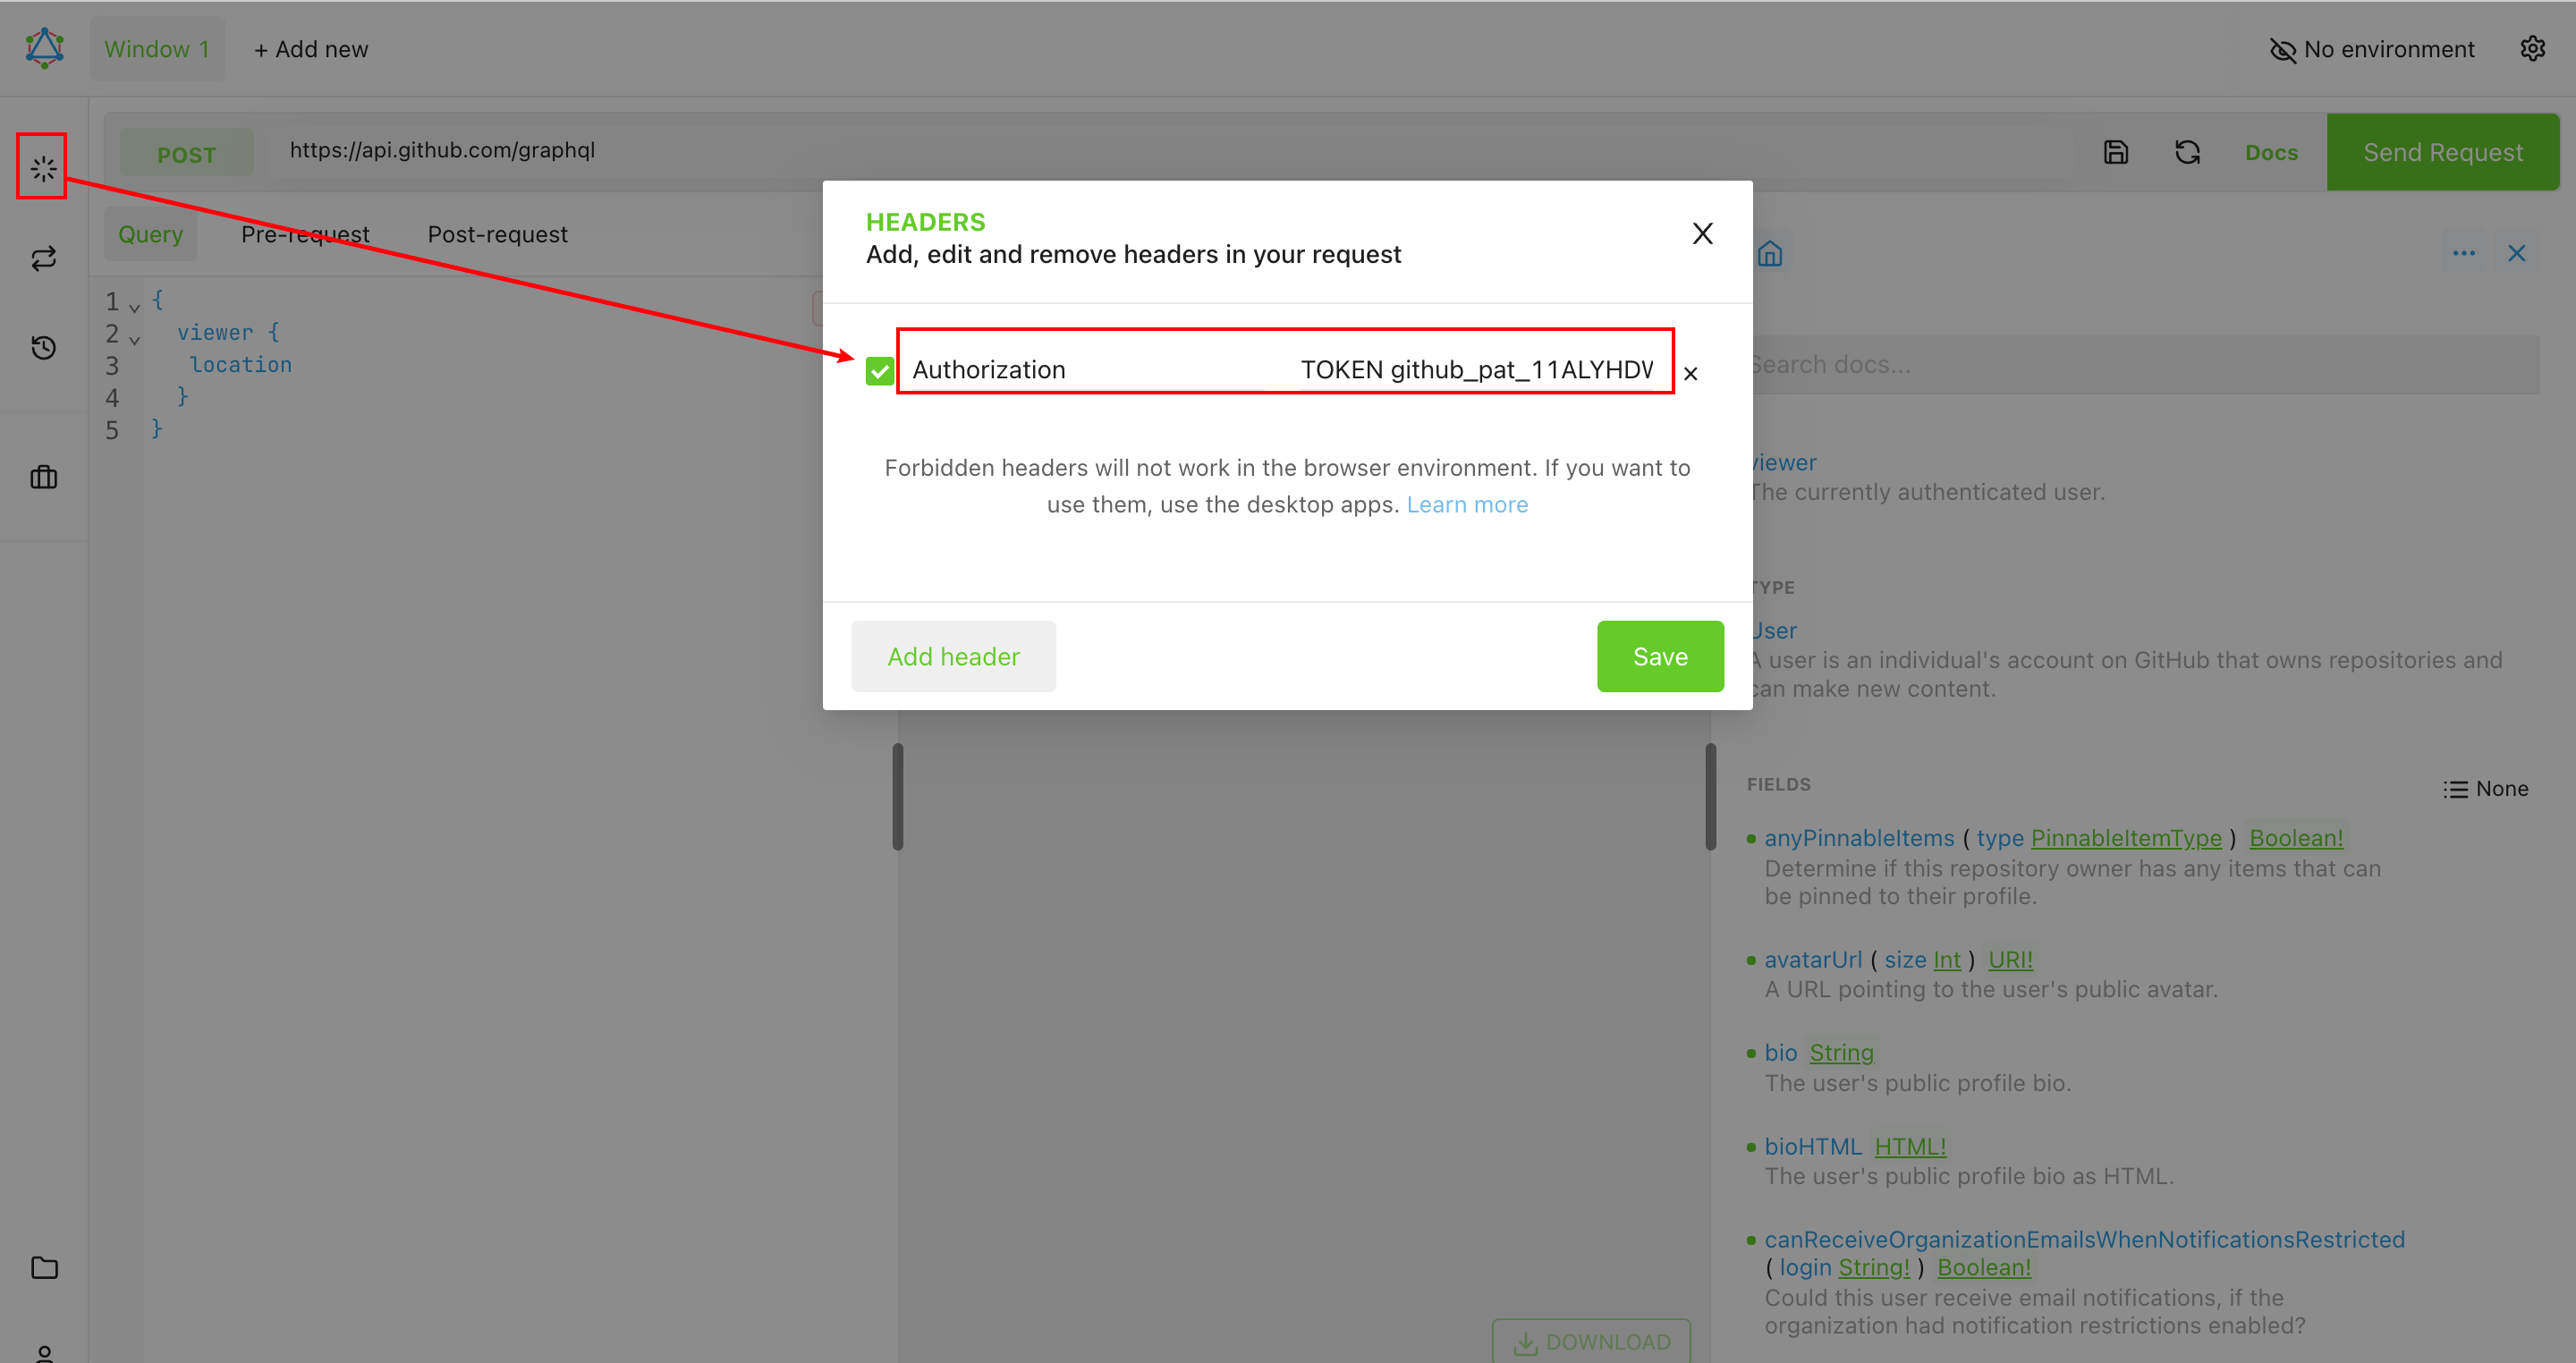 Window 1
+ Add new
No environment
POST
https://api.github.com/graphql
Docs
Send Request
Query
Pre-request
Post-request
1
{
2
viewer {
3
location
4
}
5
}
HEADERS
Add, edit and remove headers in your request
Authorization
TOKEN github_pat_11ALYHDW
Forbidden headers will not work in the browser environment. If you want to
use them, use the desktop apps. Learn more
Add header
Save
Search docs...
viewer
The currently authenticated user.
TYPE
User
A user is an individual's account on GitHub that owns repositories and
can make new content.
FIELDS
None
anyPinnableItems ( type PinnableItemType ) Boolean!
Determine if this repository owner has any items that can
be pinned to their profile.
avatarUrl ( size Int ) URI!
A URL pointing to the user's public avatar.
bio String
The user's public profile bio.
bioHTML HTML!
The user's public profile bio as HTML.
canReceiveOrganizationEmailsWhenNotificationsRestricted
( login String! ) Boolean!
Could this user receive email notifications, if the
organization had notification restrictions enabled?
DOWNLOAD